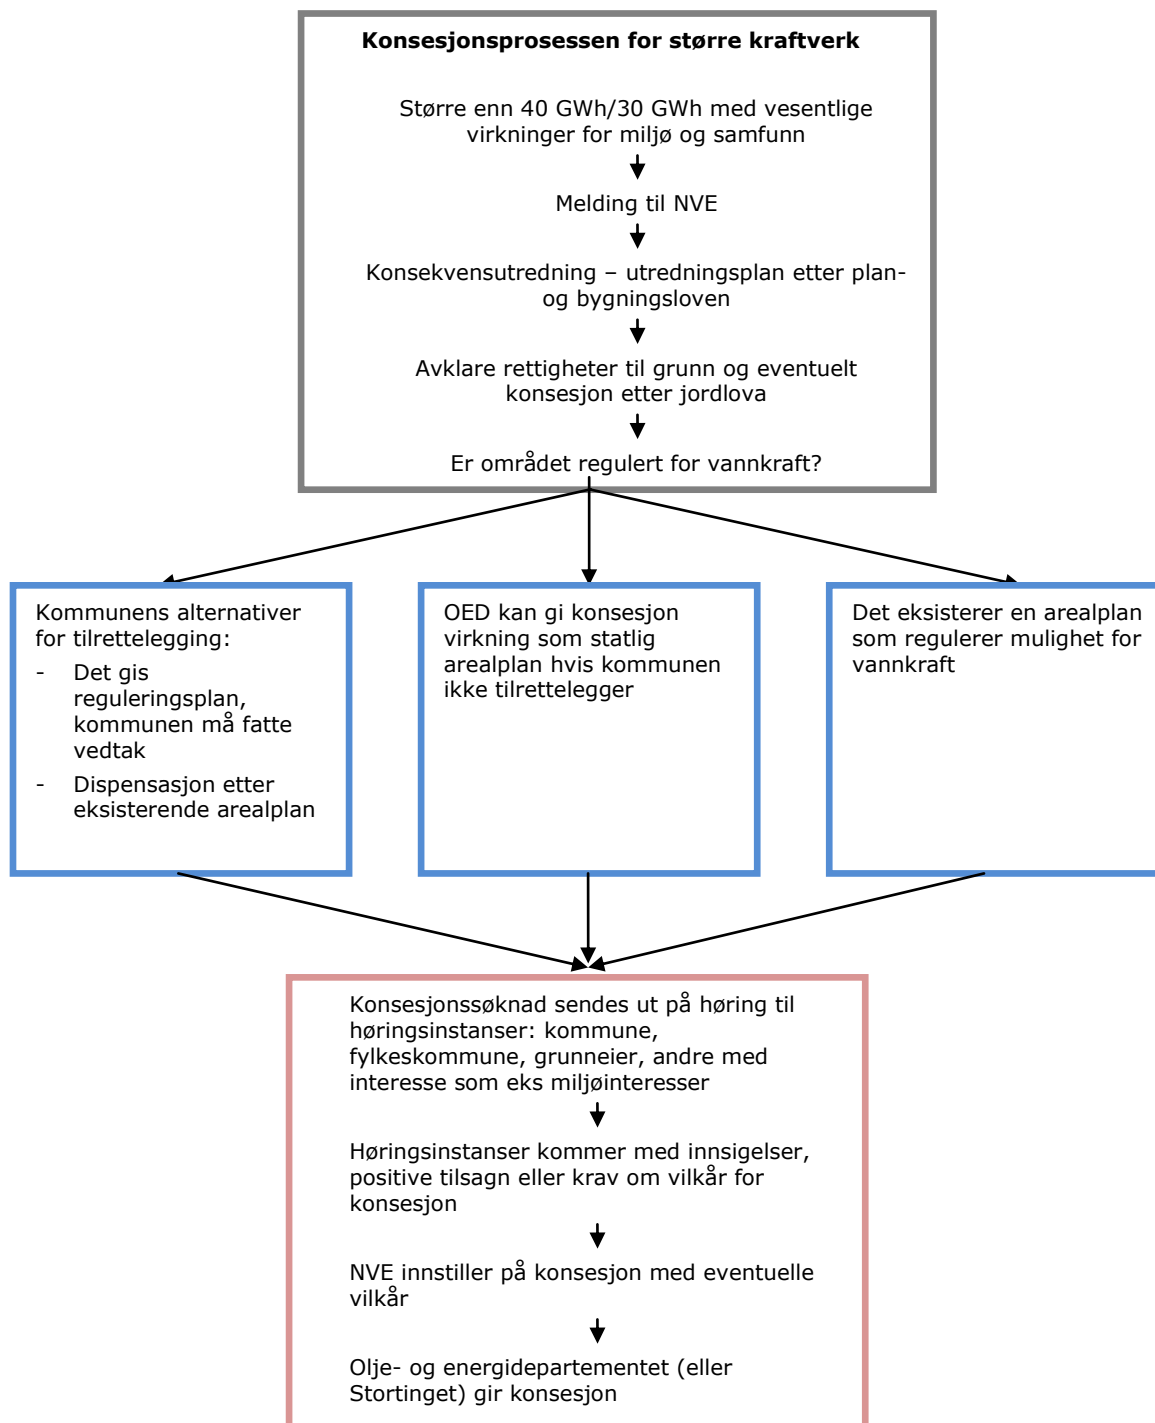 Konsesjonsprosessen for større kraftverk
Større enn 40 GWh/30 GWh med vesentlige
virkninger for miljø og samfunn
Melding til NVE
Konsekvensutredning – utredningsplan etter plan-
og bygningsloven
Avklare rettigheter til grunn og eventuelt
konsesjon etter jordlova
Er området regulert for vannkraft?
Kommunens alternativer
for tilrettelegging:
- Det gis
reguleringsplan,
kommunen må fatte
vedtak
- Dispensasjon etter
eksisterende arealplan
OED kan gi konsesjon
virkning som statlig
arealplan hvis kommunen
ikke tilrettelegger
Det eksisterer en arealplan
som regulerer mulighet for
vannkraft
Konsesjonssøknad sendes ut på høring til
høringsinstanser: kommune,
fylkeskommune, grunneier, andre med
interesse som eks miljøinteresser
Høringsinstanser kommer med innsigelser,
positive tilsagn eller krav om vilkår for
konsesjon
NVE innstiller på konsesjon med eventuelle
vilkår
Olje- og energidepartementet (eller
Stortinget) gir konsesjon